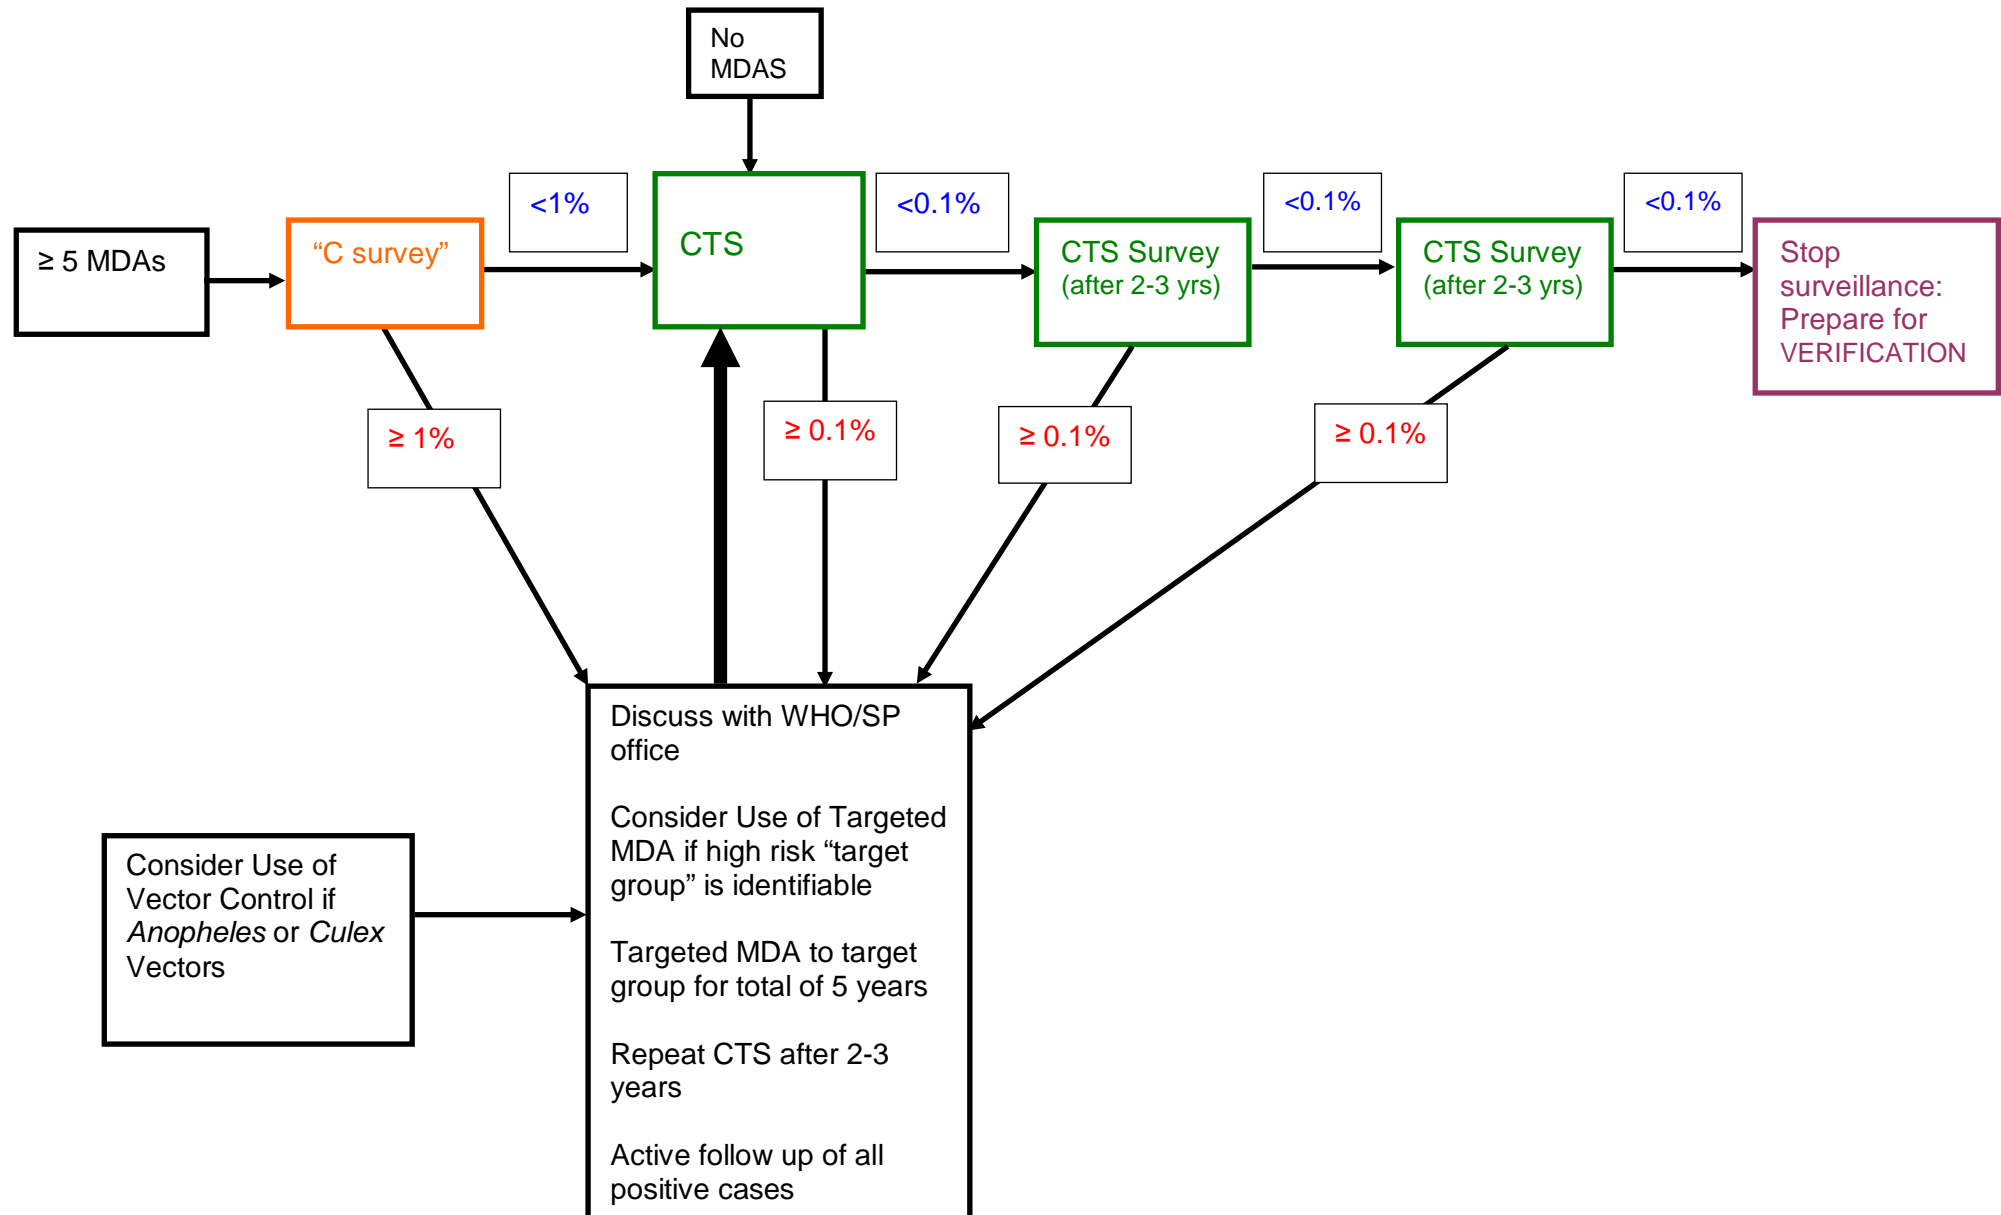 No
MDAS
<1%
<0.1%
<0.1%
<0.1%
≥ 5 MDAs
“C survey”
CTS
CTS Survey
(after 2-3 yrs)
CTS Survey
(after 2-3 yrs)
Stop
surveillance:
Prepare for
VERIFICATION
≥ 1%
≥ 0.1%
≥ 0.1%
≥ 0.1%
Discuss with WHO/SP
office
Consider Use of Targeted
MDA if high risk “target
group” is identifiable
Targeted MDA to target
group for total of 5 years
Repeat CTS after 2-3
years
Active follow up of all
positive cases
Consider Use of
Vector Control if
Anopheles or Culex
Vectors